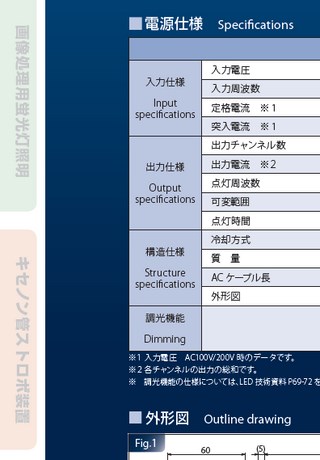 画像処理用蛍光灯照明
キセノン管ストロボ装置
■ 電源仕様 Specifications
入力仕様
Input
specifications
入力電圧
入力周波数
定格電流 ※1
突入電流 ※1
出力仕様
Output
specifications
出力チャンネル数
出力電流 ※2
点灯周波数
可変範囲
点灯時間
構造仕様
Structure
specifications
冷却方式
質 量
AC ケーブル長
外形図
調光機能
Dimming
※1 入力電圧 AC100V/200V 時のデータです。
※2 各チャンネルの出力の総和です。
※ 調光機能の仕様については、LED 技術資料 P69-72 を
■ 外形図 Outline drawing
Fig.1
60
(5)